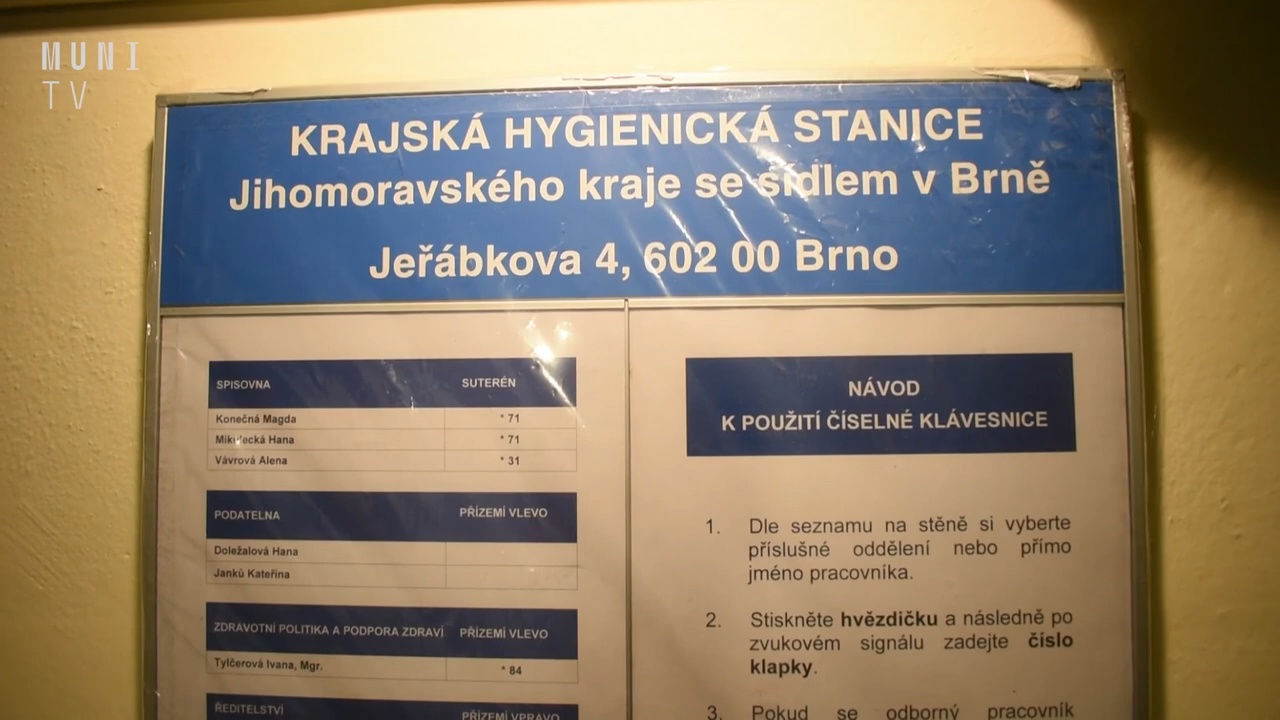 MUNI
TV
KRAJSKÁ HYGIENICKÁ STANICE
Jihomoravského kraje se sídlem v Brně
Jeřábkova 4, 602 00 Brno
SPISOVNA SUTERÉN
Konečná Magda * 71
Mikulecká Hana * 71
Vávrová Alena * 31
PODATELNA PŘÍZEMÍ VLEVO
Doležalová Hana
Janků Kateřina
ZDRAVOTNÍ POLITIKA A PODPORA ZDRAVÍ PŘÍZEMÍ VLEVO
Tylčerová Ivana, Mgr. * 84
ŘEDITELSTVÍ PŘÍZEMÍ VPRAVO
NÁVOD
K POUŽITÍ ČÍSELNÉ KLÁVESNICE
1. Dle seznamu na stěně si vyberte
příslušné oddělení nebo přímo
jméno pracovníka.
2. Stiskněte hvězdičku a následně po
zvukovém signálu zadejte číslo
klapky.
3. Pokud se odborný pracovník